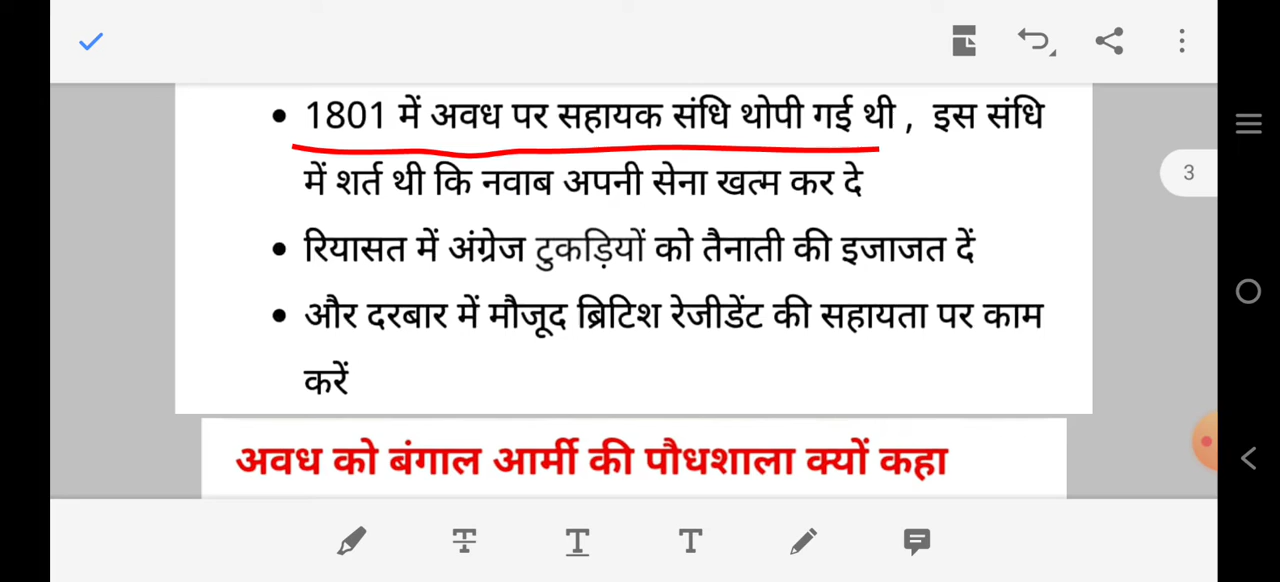 • 1801 में अवध पर सहायक संधि थोपी गई थी , इस संधि
में शर्त थी कि नवाब अपनी सेना खत्म कर दे
• रियासत में अंग्रेज टुकड़ियों को तैनाती की इजाजत दें
3
• और दरबार में मौजूद ब्रिटिश रेजीडेंट की सहायता पर काम
करें
अवध को बंगाल आर्मी की पौधशाला क्यों कहा
T T T